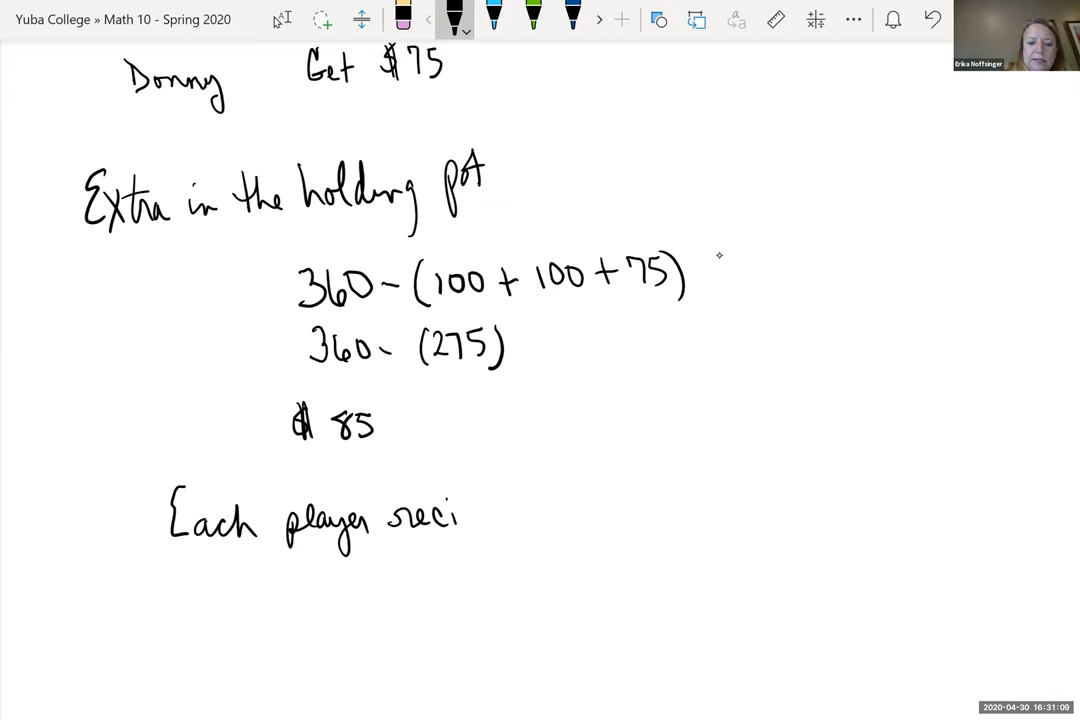 Yuba College » Math 10 - Spring 2020
Erika Noffsinger
Donny Get $75
Extra in the holding pot
360 - (100 + 100 + 75)
360 - (275)
$ 85
Each player reci
2020-04-30 16:31:09